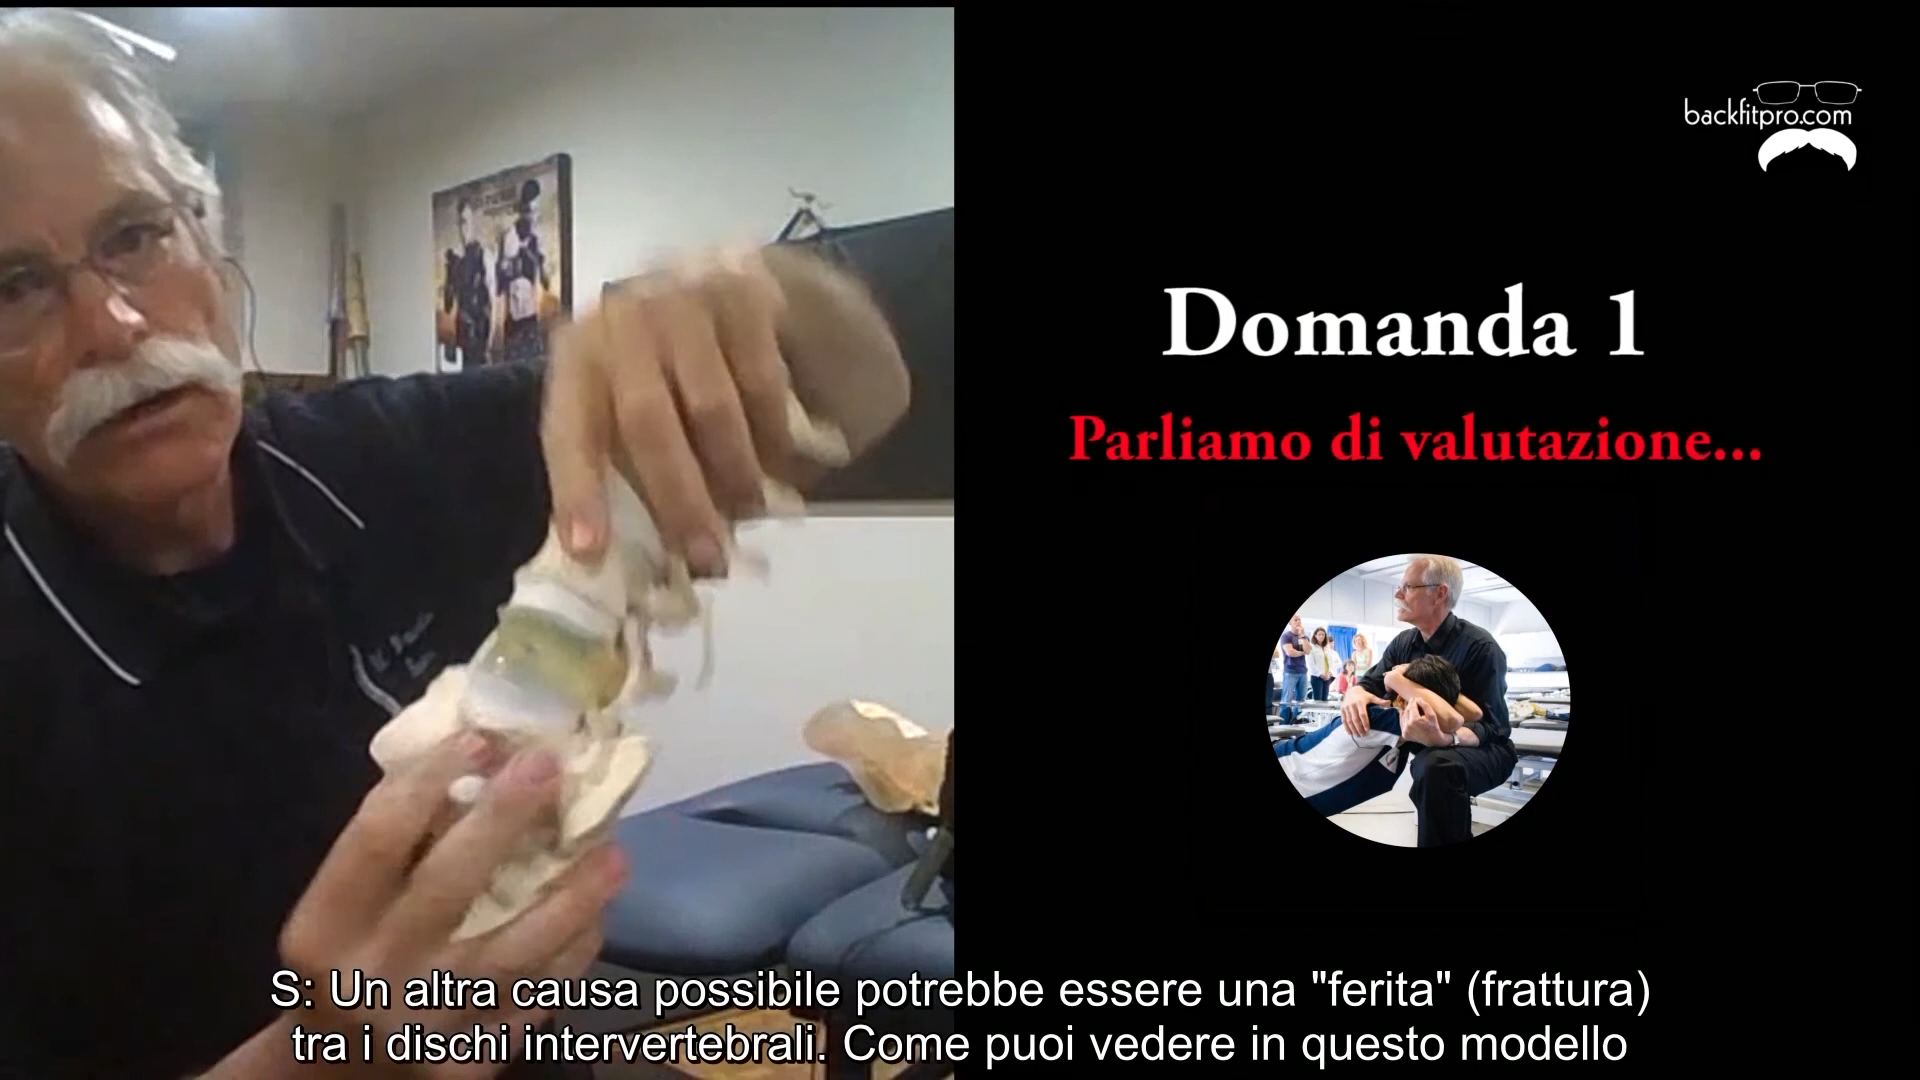 backfitpro.com
Domanda 1
Parliamo di valutazione...
S: Un altra causa possibile potrebbe essere una "ferita" (frattura)
tra i dischi intervertebrali. Come puoi vedere in questo modello